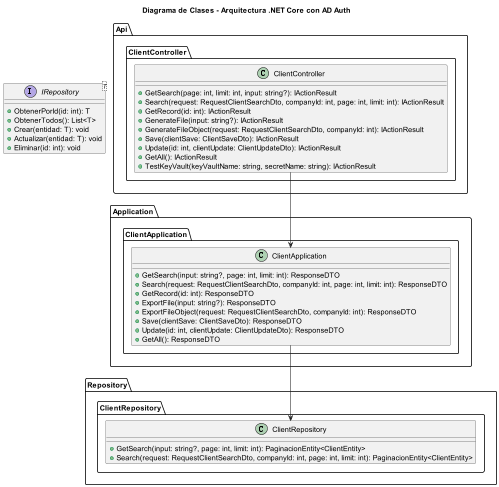 Diagrama de Clases - Arquitectura .NET Core con AD Auth
Api
ClientController
C ClientController
GetSearch(page: int, limit: int, input: string?): IActionResult
Search(request: RequestClientSearchDto, companyId: int, page: int, limit: int): IActionResult
GetRecord(id: int): IActionResult
GenerateFile(input: string?): IActionResult
GenerateFileObject(request: RequestClientSearchDto, companyId: int): IActionResult
Save(clientSave: ClientSaveDto): IActionResult
Update(id: int, clientUpdate: ClientUpdateDto): IActionResult
GetAll(): IActionResult
TestKeyVault(keyVaultName: string, secretName: string): IActionResult
I IRepository
T
ObtenerPorId(id: int): T
ObtenerTodos(): List<T>
Crear(entidad: T): void
Actualizar(entidad: T): void
Eliminar(id: int): void
Application
ClientApplication
C ClientApplication
GetSearch(input: string?, page: int, limit: int): ResponseDTO
Search(request: RequestClientSearchDto, companyId: int, page: int, limit: int): ResponseDTO
GetRecord(id: int): ResponseDTO
ExportFile(input: string?): ResponseDTO
ExportFileObject(request: RequestClientSearchDto, companyId: int): ResponseDTO
Save(clientSave: ClientSaveDto): ResponseDTO
Update(id: int, clientUpdate: ClientUpdateDto): ResponseDTO
GetAll(): ResponseDTO
Repository
ClientRepository
C ClientRepository
GetSearch(input: string?, page: int, limit: int): PaginacionEntity<ClientEntity>
Search(request: RequestClientSearchDto, companyId: int, page: int, limit: int): PaginacionEntity<ClientEntity>